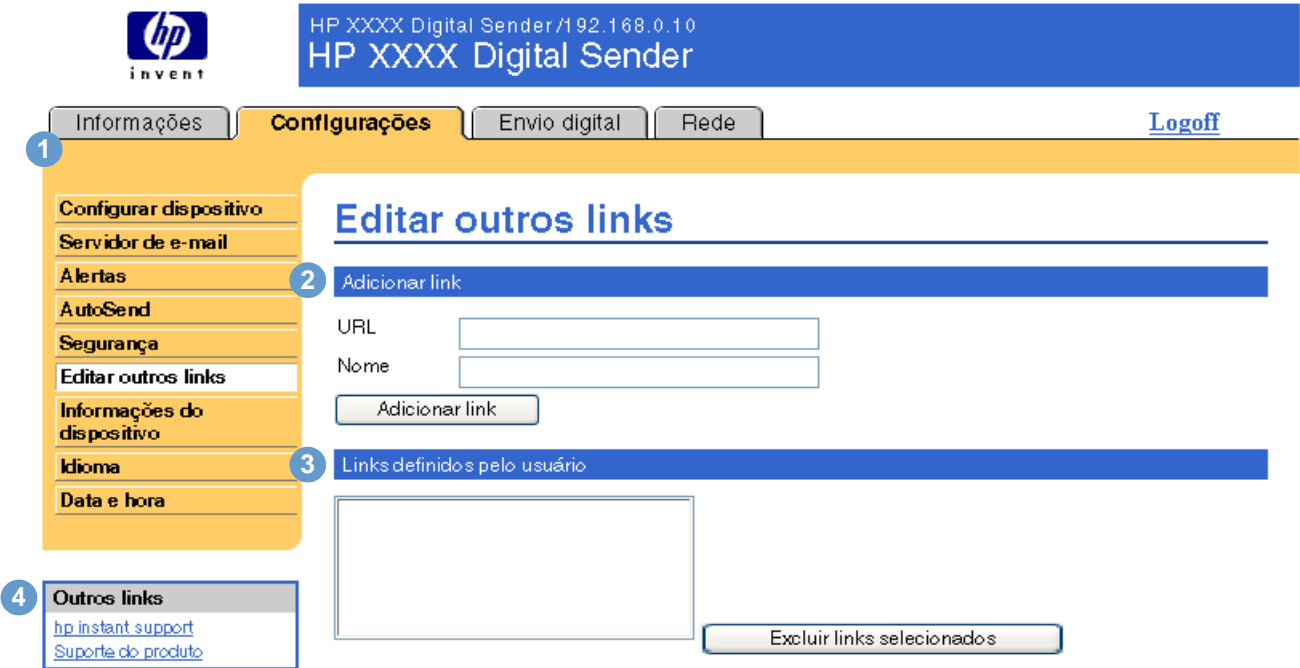 hp
invent
HP XXXX Digital Sender/192.168.0.10
HP XXXX Digital Sender
Informações
Configurações
Envio digital
Rede
Logoff
1
Configurar dispositivo
Servidor de e-mail
Alertas
AutoSend
Segurança
Editar outros links
Informações do
dispositivo
Idioma
Data e hora
Editar outros links
2
Adicionar link
URL
Nome
Adicionar link
3
Links definidos pelo usuário
Excluir links selecionados
4
Outros links
hp instant support
Suporte do produto